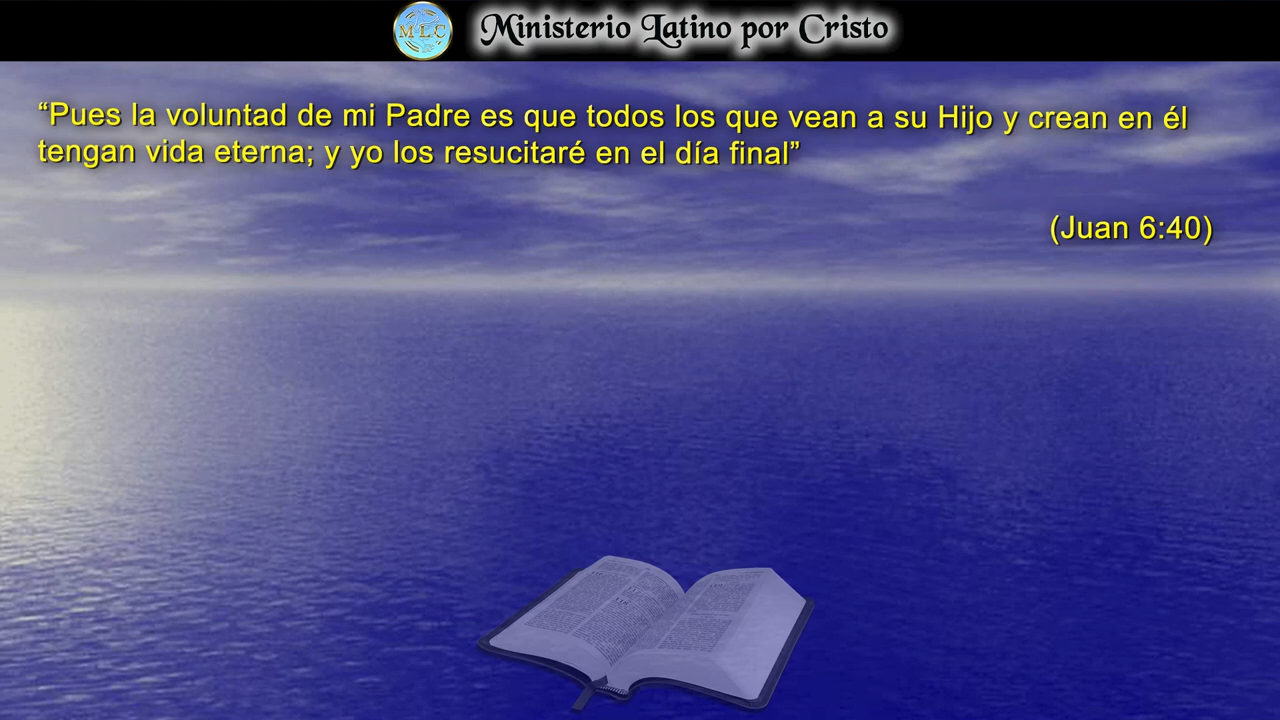 MLC
Ministerio Latino por Cristo
“Pues la voluntad de mi Padre es que todos los que vean a su Hijo y crean en él
tengan vida eterna; y yo los resucitaré en el día final”
(Juan 6:40)